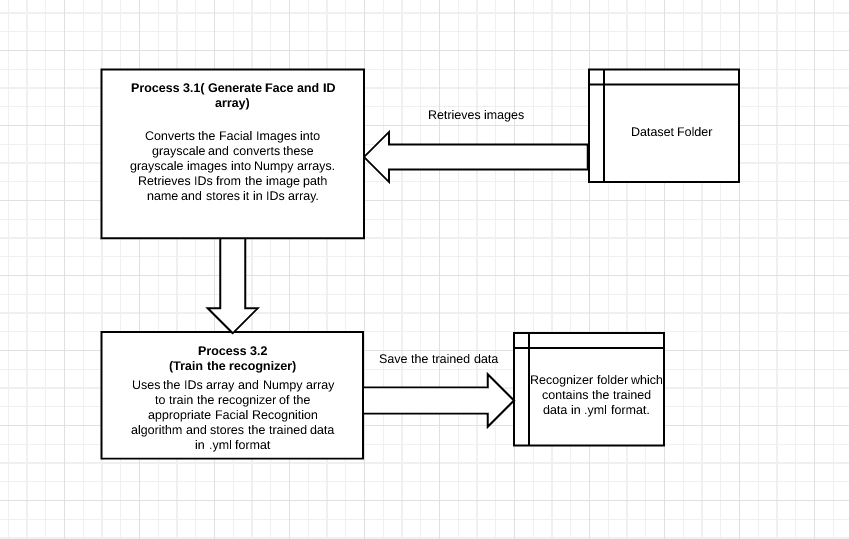 Process 3.1( Generate Face and ID
array)
Converts the Facial Images into
grayscale and converts these
grayscale images into Numpy arrays.
Retrieves IDs from the image path
name and stores it in IDs array.
Retrieves images
Dataset Folder
Process 3.2
(Train the recognizer)
Uses the IDs array and Numpy array
to train the recognizer of the
appropriate Facial Recognition
algorithm and stores the trained data
in .yml format
Save the trained data
Recognizer folder which
contains the trained
data in .yml format.